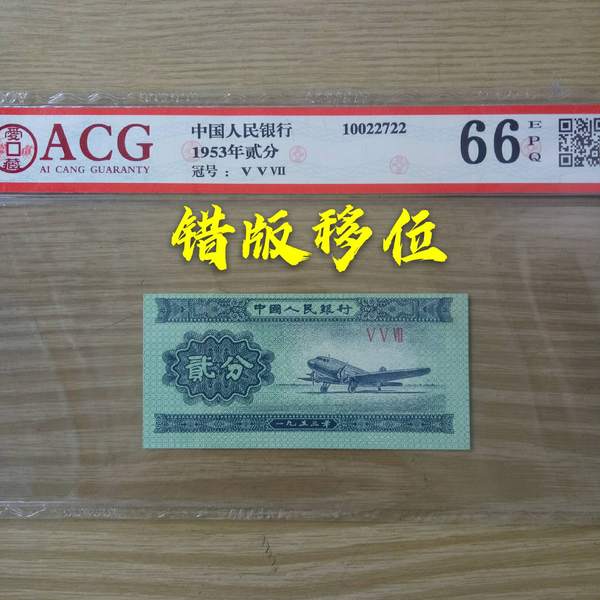 愛藏
ACG
AI CANG GUARANTY
中国人民银行
1953年贰分
冠号：V V VII
10022722
66
EPQ
错版移位
中國人民銀行
V V VII
貳分
一九五三年